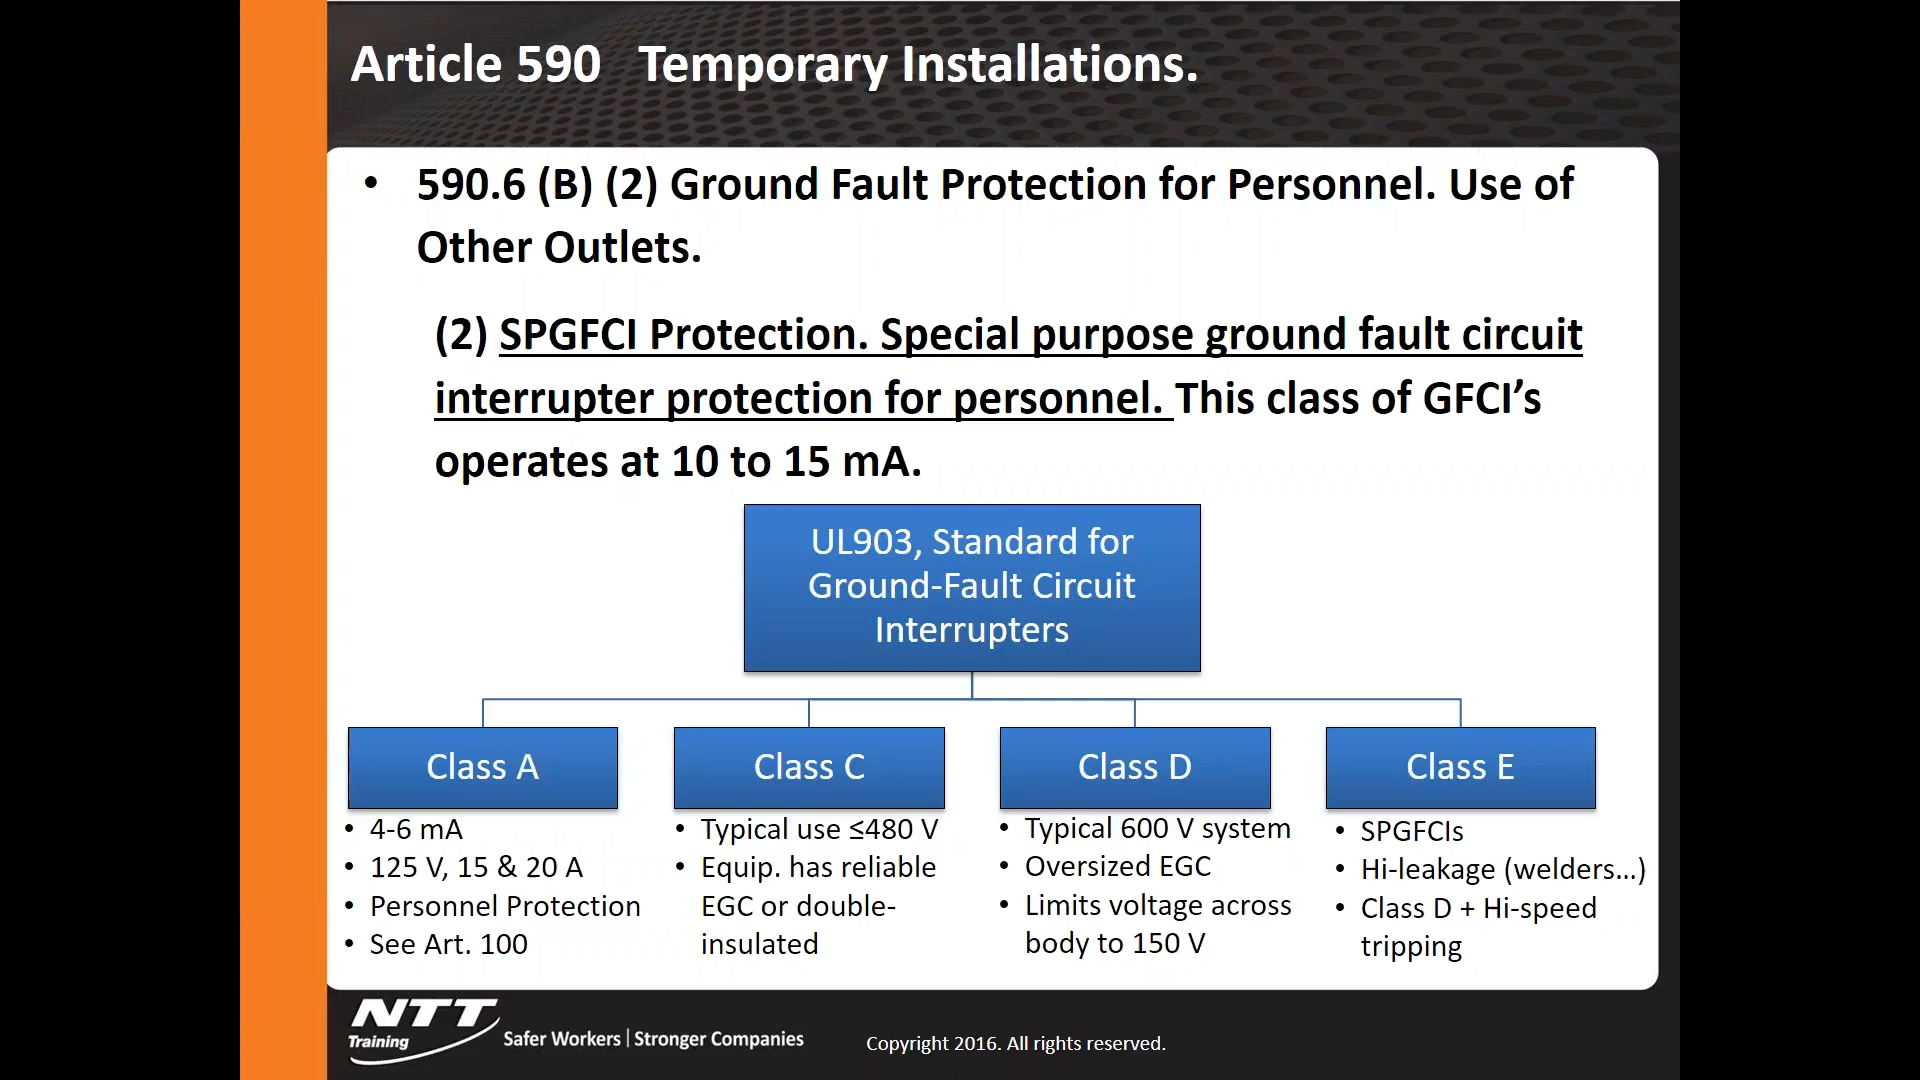 Article 590 Temporary Installations.
• 590.6 (B) (2) Ground Fault Protection for Personnel. Use of
Other Outlets.
(2) SPGFCI Protection. Special purpose ground fault circuit
interrupter protection for personnel. This class of GFCI’s
operates at 10 to 15 mA.
UL903, Standard for
Ground-Fault Circuit
Interrupters
Class A
• 4-6 mA
• 125 V, 15 & 20 A
• Personnel Protection
• See Art. 100
Class C
• Typical use ≤480 V
• Equip. has reliable
EGC or double-
insulated
Class D
• Typical 600 V system
• Oversized EGC
• Limits voltage across
body to 150 V
Class E
• SPGFCIs
• Hi-leakage (welders...)
• Class D + Hi-speed
tripping
NTT
Training
Safer Workers | Stronger Companies
Copyright 2016. All rights reserved.